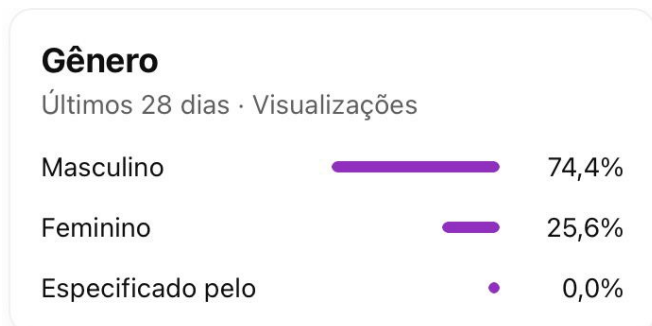 Gênero
Últimos 28 dias · Visualizações
Masculino 74,4%
Feminino 25,6%
Especificado pelo 0,0%